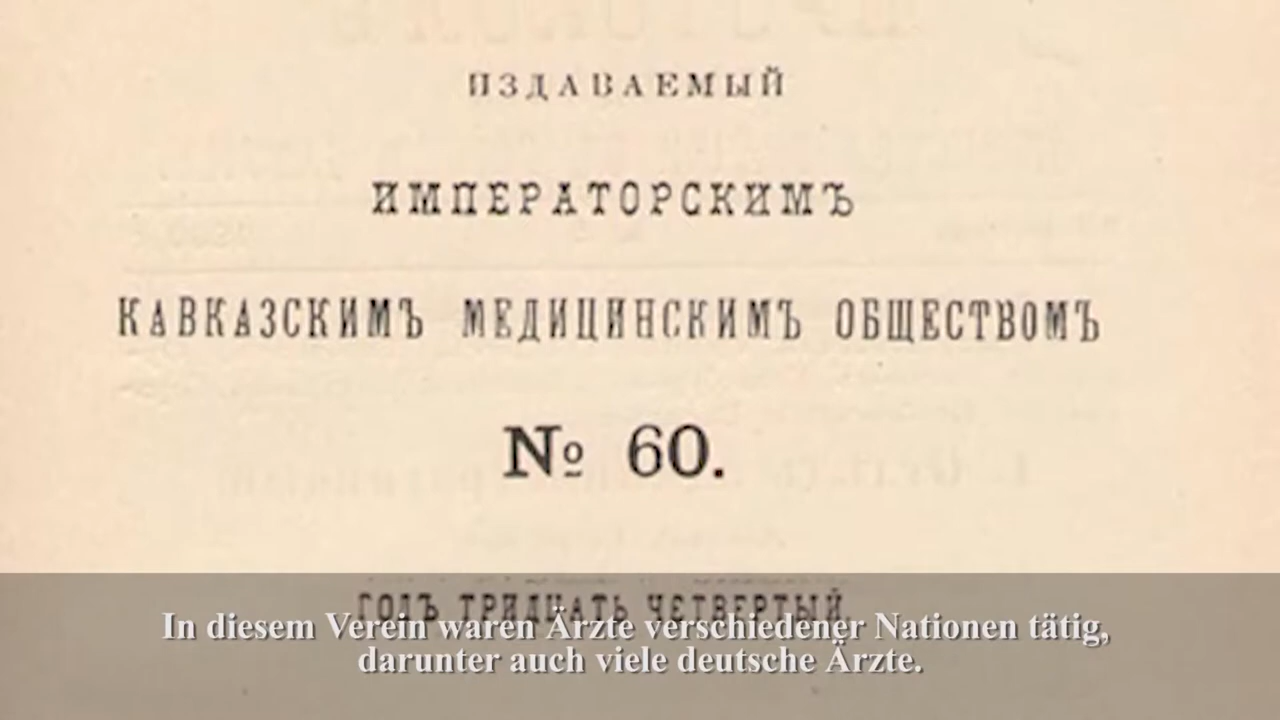 ИЗДАВАЕМЫЙ
ИМПЕРАТОРСКИМЪ
КАВКАЗСКИМЪ МЕДИЦИНСКИМЪ ОБЩЕСТВОМЪ
№ 60.
ГОДЪ ТРИДЦАТЬ ЧЕТВЕРТЫЙ.
In diesem Verein waren Ärzte verschiedener Nationen tätig,
darunter auch viele deutsche Ärzte.